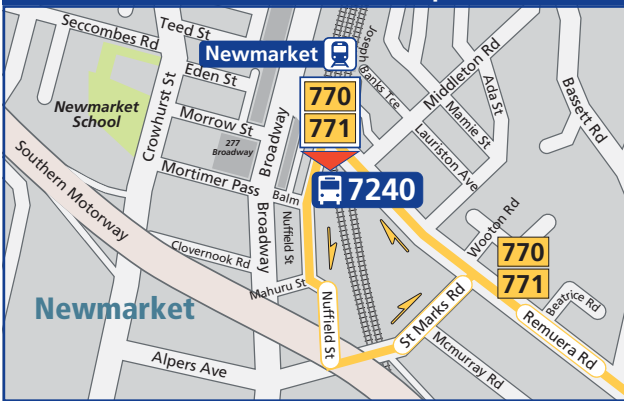 Seccombes Rd
Teed St
Newmarket
Joseph Banks Tce
Middleton Rd
Eden St
Ada St
Bassett Rd
Newmarket
School
Crowhurst St
Morrow St
Broadway
770
771
Mamie St
Lauriston Ave
277
Broadway
Southern Motorway
Mortimer Pass
Balm
7240
Broadway
Nuffield St
Wooton Rd
Clovernook Rd
770
771
Mahuru St
Newmarket
Nuffield St
St Marks Rd
Beatrice Rd
Remuera Rd
Mcmurray Rd
Alpers Ave